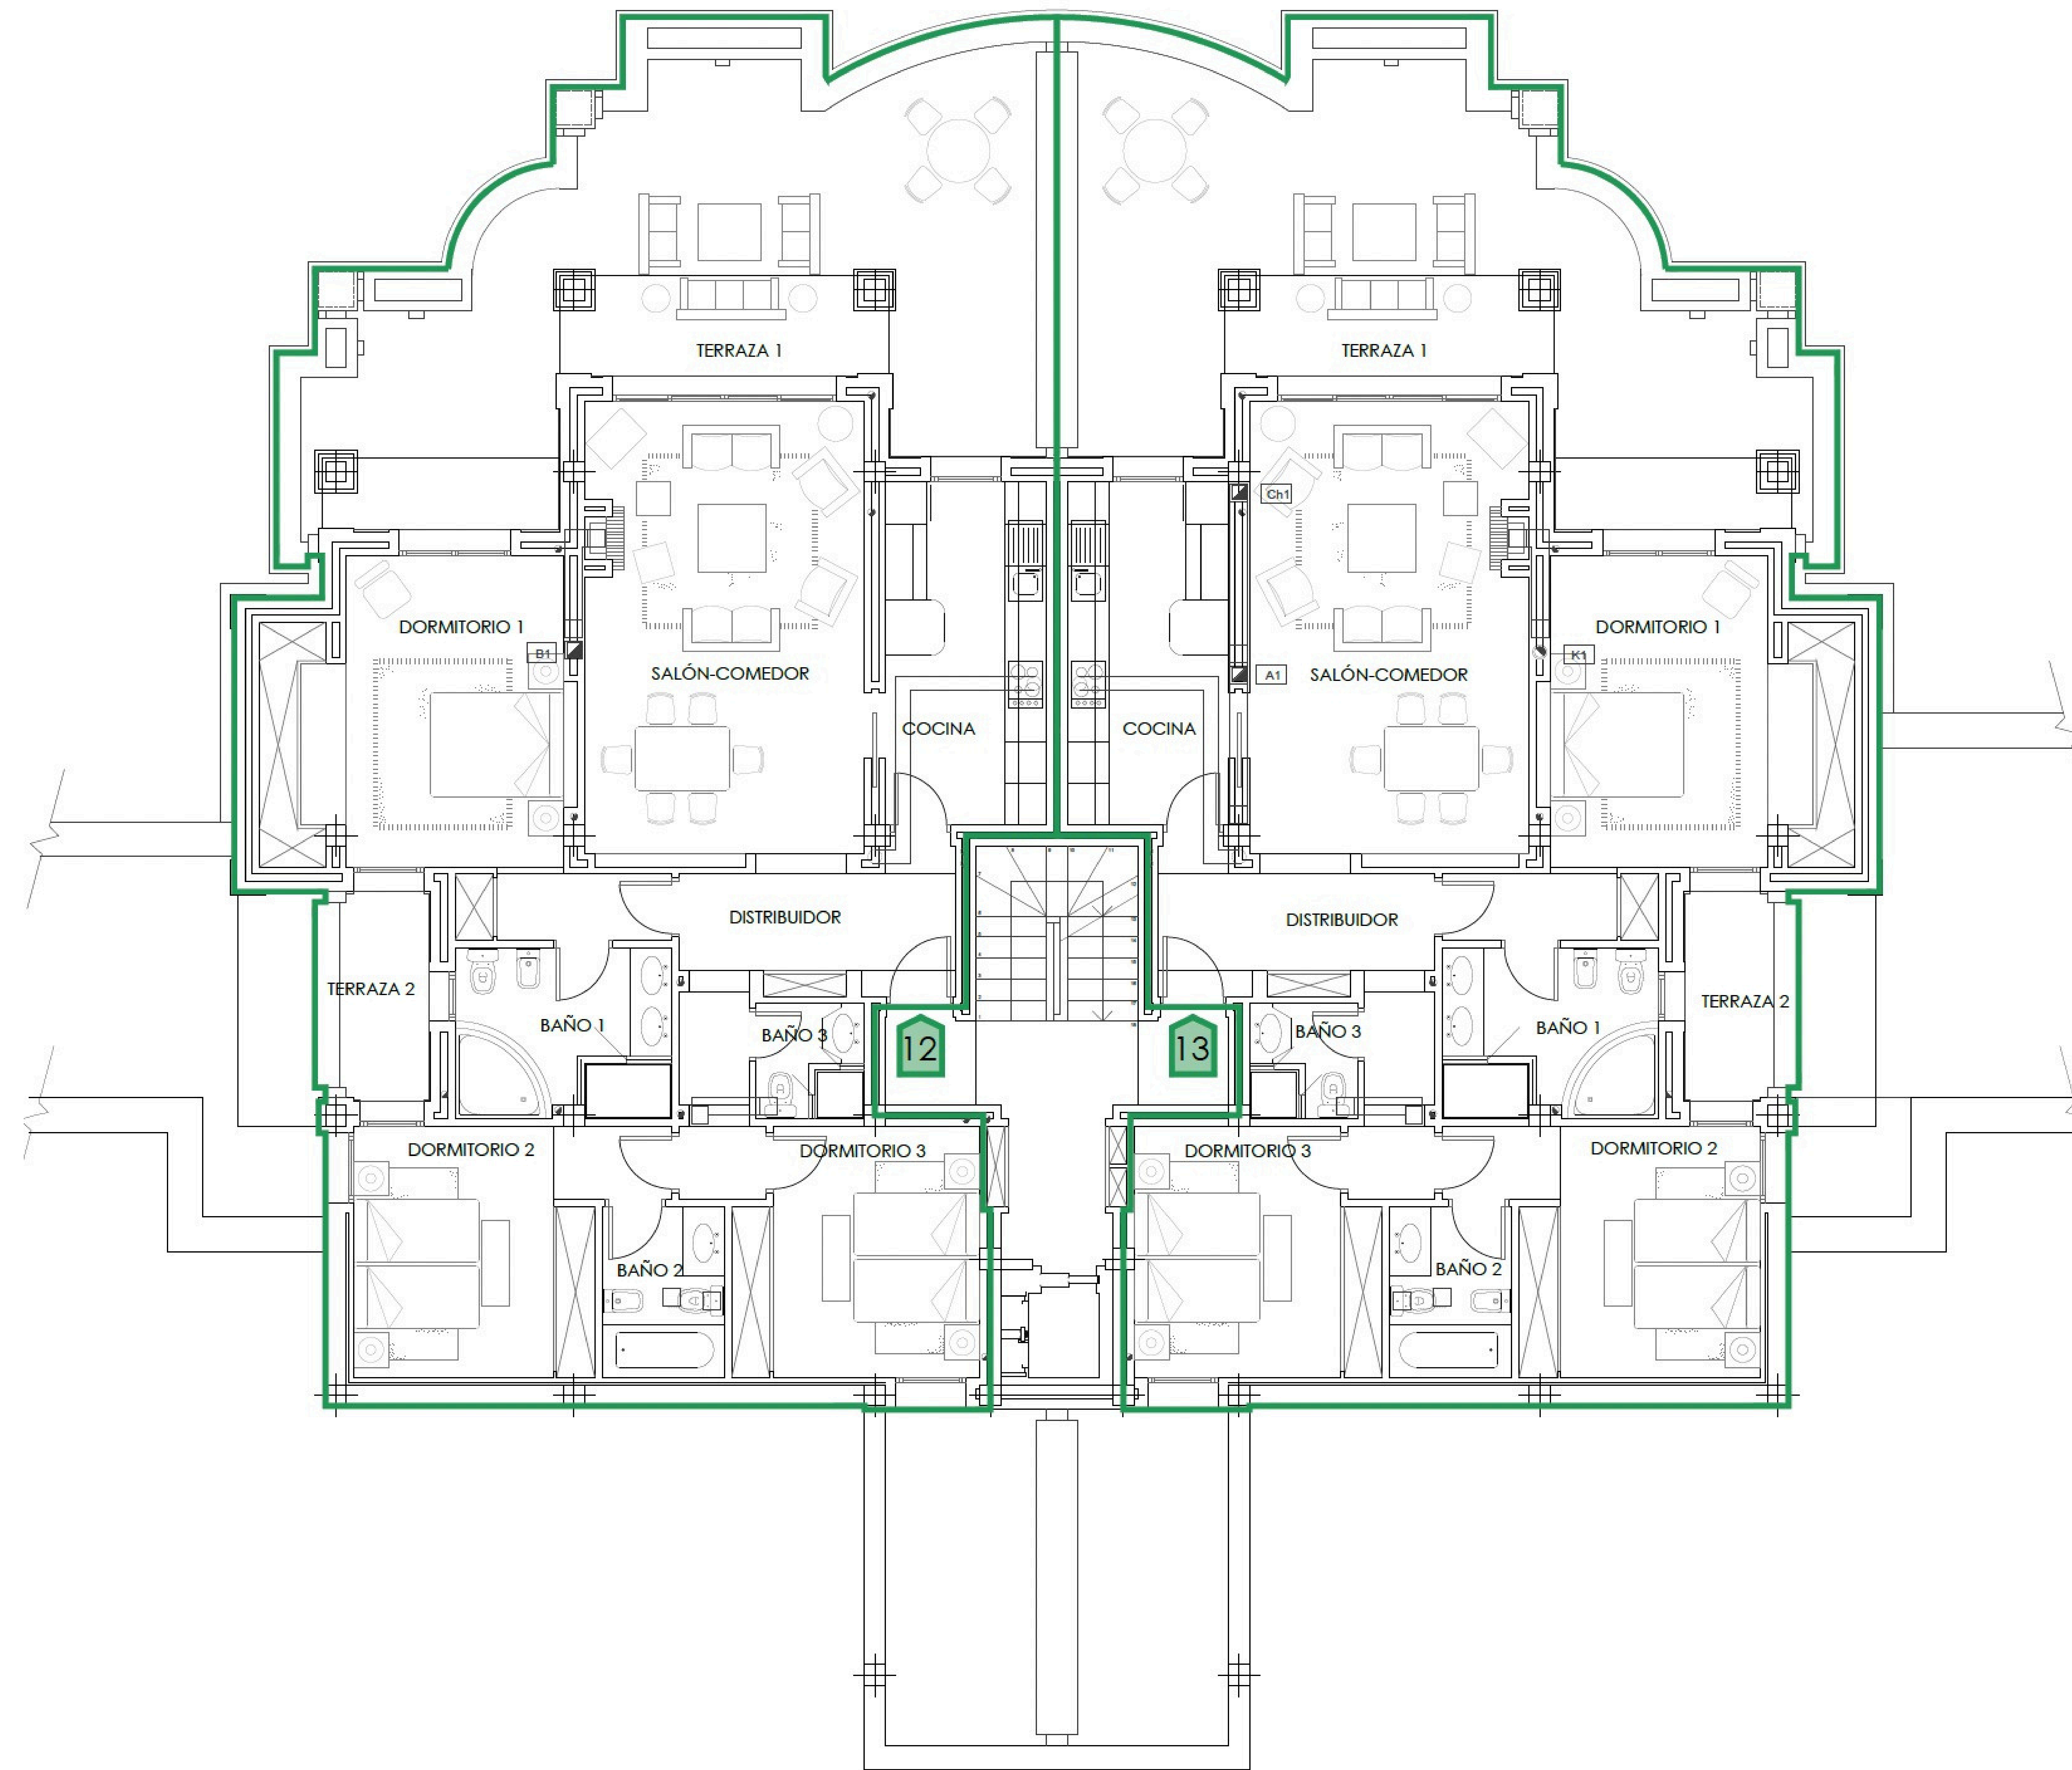 TERRAZA 1 TERRAZA 1
Ch1
DORMITORIO 1 DORMITORIO 1
B1 K1
SALÓN-COMEDOR A1 SALÓN-COMEDOR
COCINA COCINA
DISTRIBUIDOR DISTRIBUIDOR
TERRAZA 2 TERRAZA 2
BAÑO 1 BAÑO 3 BAÑO 3 BAÑO 1
12 13
DORMITORIO 2 DORMITORIO 3 DORMITORIO 3 DORMITORIO 2
BAÑO 2 BAÑO 2